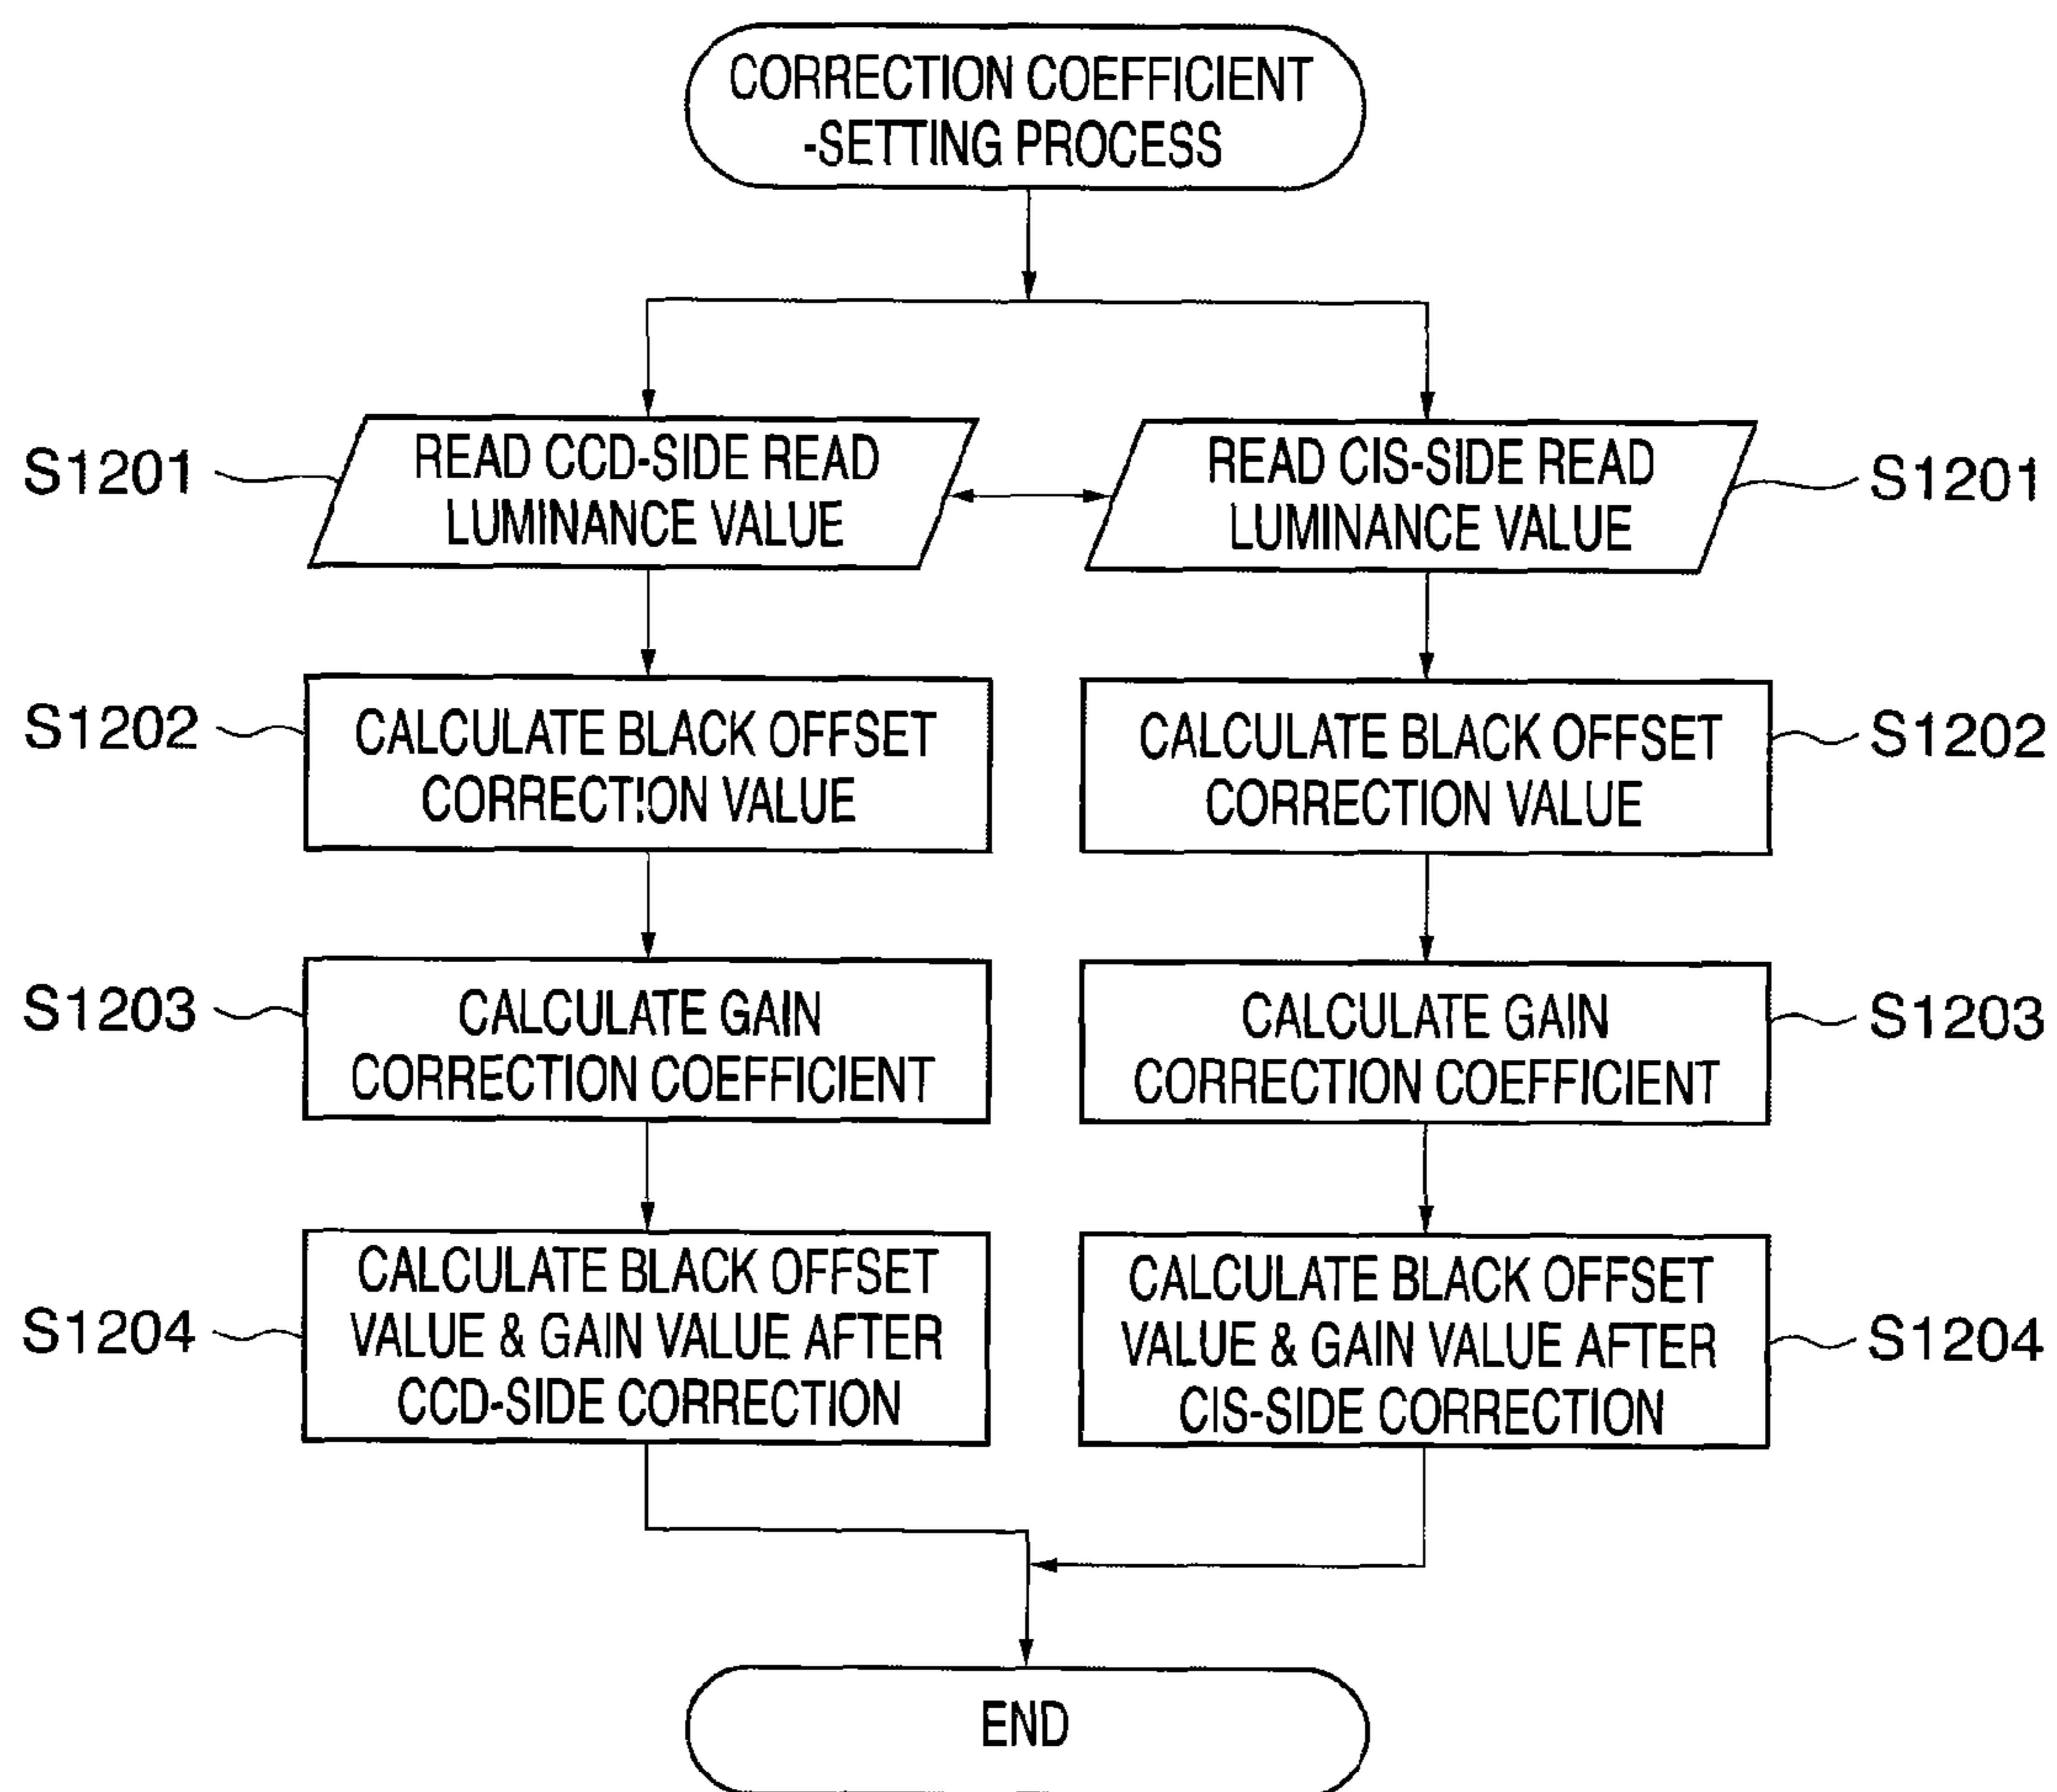 CORRECTION COEFFICIENT
-SETTING PROCESS
S1201
READ CCD-SIDE READ
LUMINANCE VALUE
READ CIS-SIDE READ
LUMINANCE VALUE
S1201
S1202
CALCULATE BLACK OFFSET
CORRECTION VALUE
CALCULATE BLACK OFFSET
CORRECTION VALUE
S1202
S1203
CALCULATE GAIN
CORRECTION COEFFICIENT
CALCULATE GAIN
CORRECTION COEFFICIENT
S1203
S1204
CALCULATE BLACK OFFSET
VALUE & GAIN VALUE AFTER
CCD-SIDE CORRECTION
CALCULATE BLACK OFFSET
VALUE & GAIN VALUE AFTER
CIS-SIDE CORRECTION
S1204
END